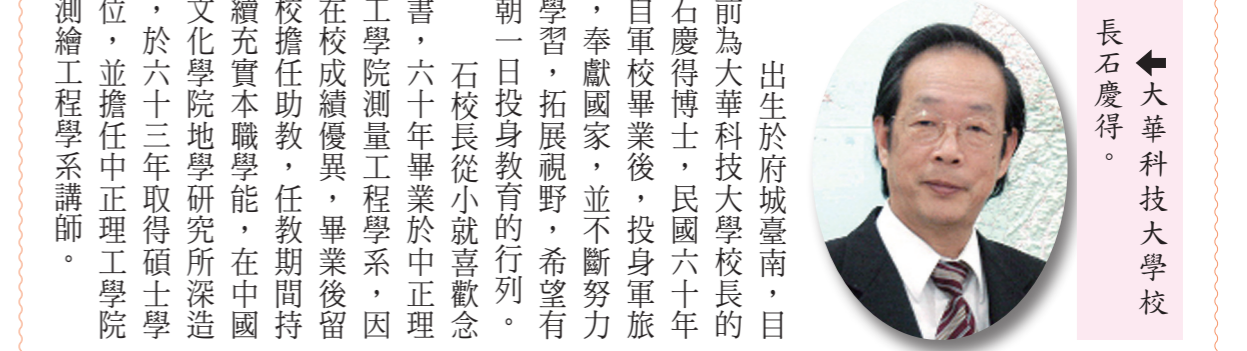 ⬅大華科技大學校
長石慶得。
出生於府城臺南，目
前為大華科技大學校長的
石慶得博士，民國六十年
自軍校畢業後，投身軍旅
，奉獻國家，並不斷努力
學習，拓展視野，希望有
朝一日投身教育的行列。
石校長從小就喜歡念
書，六十年畢業於中正理
工學院測量工程學系，因
在校成績優異，畢業後留
校擔任助教，任教期間持
續充實本職學能，在中國
文化學院地學研究所深造
，於六十三年取得碩士學
位，並擔任中正理工學院
測繪工程學系講師。